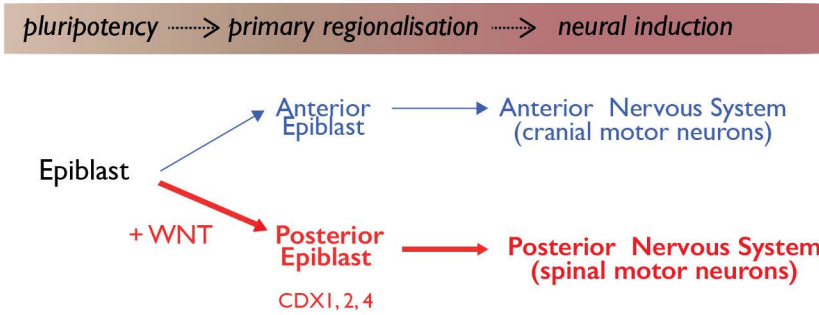 pluripotency primary regionalisation neural induction
Anterior
Epiblast
Anterior Nervous System
(cranial motor neurons)
Epiblast
+ WNT
Posterior
Epiblast
CDX1, 2, 4
Posterior Nervous System
(spinal motor neurons)